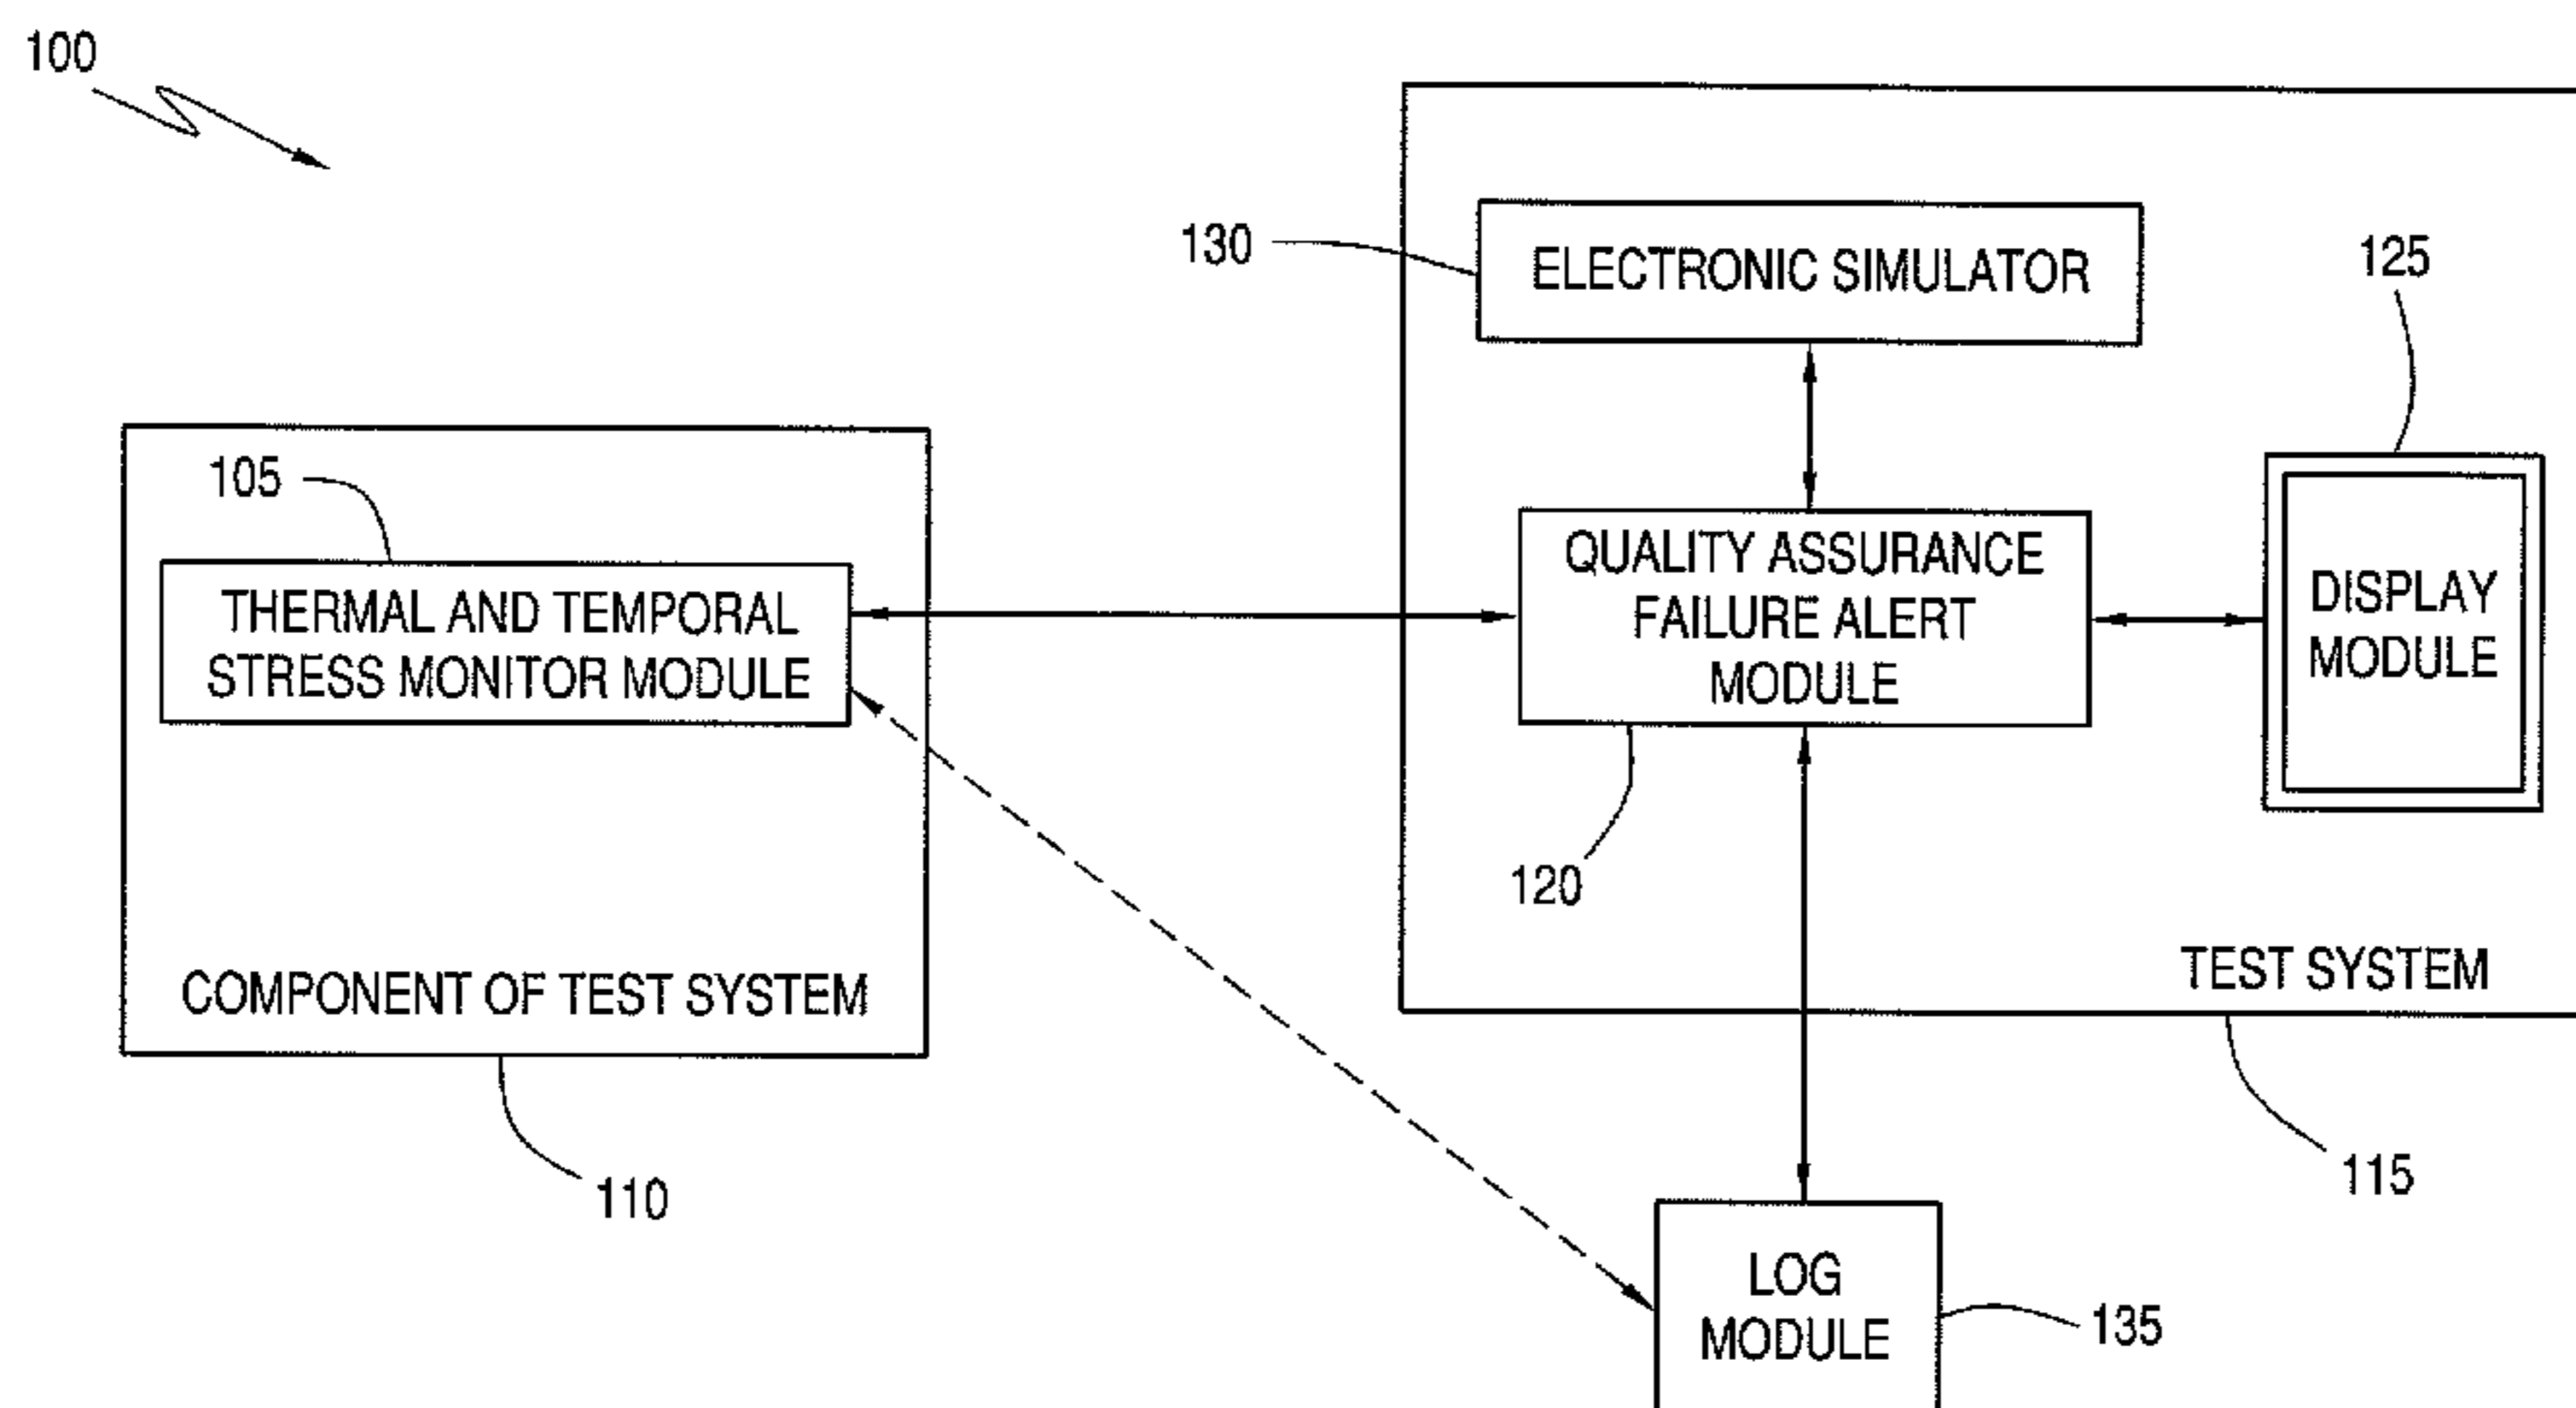 100
130
ELECTRONIC SIMULATOR
125
105
THERMAL AND TEMPORAL
STRESS MONITOR MODULE
QUALITY ASSURANCE
FAILURE ALERT
MODULE
DISPLAY
MODULE
120
COMPONENT OF TEST SYSTEM
TEST SYSTEM
110
115
LOG
MODULE
135